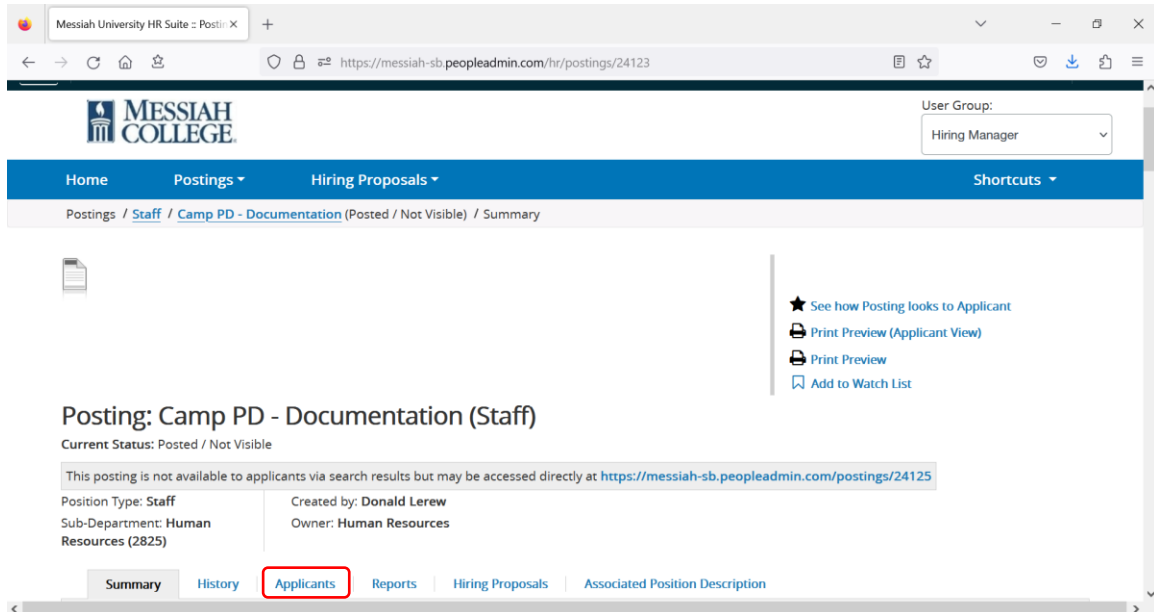 Messiah University HR Suite :: Postin
https://messiah-sb.peopleadmin.com/hr/postings/24123
MESSIAH
COLLEGE
User Group:
Hiring Manager
Home Postings Hiring Proposals Shortcuts
Postings / Staff / Camp PD - Documentation (Posted / Not Visible) / Summary
See how Posting looks to Applicant
Print Preview (Applicant View)
Print Preview
Add to Watch List
Posting: Camp PD - Documentation (Staff)
Current Status: Posted / Not Visible
This posting is not available to applicants via search results but may be accessed directly at https://messiah-sb.peopleadmin.com/postings/24125
Position Type: Staff Created by: Donald Lerew
Sub-Department: Human Owner: Human Resources
Resources (2825)
Summary History Applicants Reports Hiring Proposals Associated Position Description